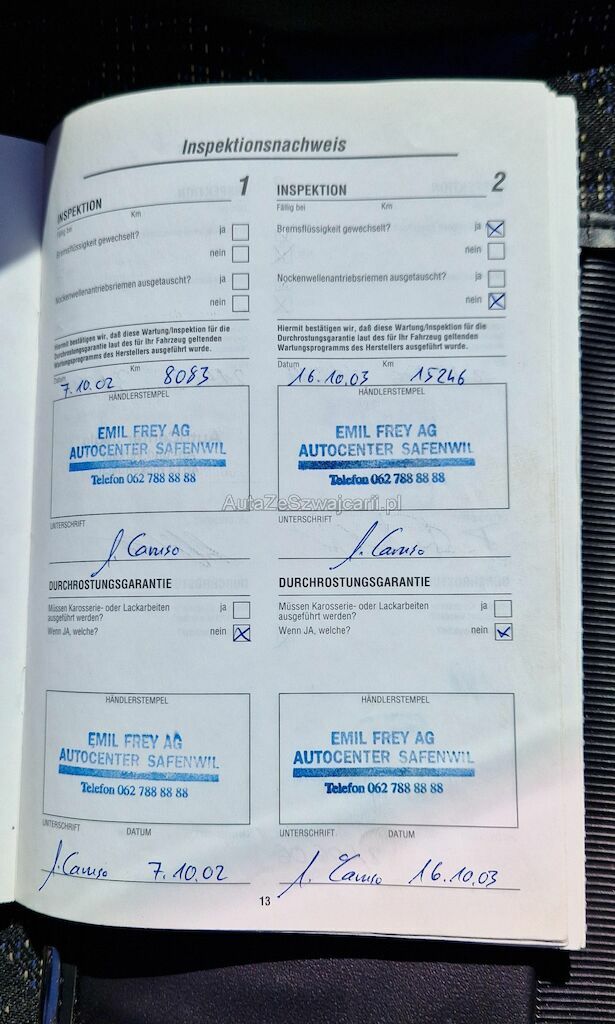 Inspektionsnachweis
INSPEKTION 1
Fällig bei Km
Bremsflüssigkeit gewechselt? ja
nein
Nockenwellenantriebsriemen ausgetauscht? ja
nein
Hiermit bestätigen wir, daß diese Wartung/Inspektion für die
Durchrostungsgarantie laut des für Ihr Fahrzeug geltenden
Wartungsprogramms des Herstellers ausgeführt wurde.
Datum Km
7.10.02 8083
HÄNDLERSTEMPEL
EMIL FREY AG
AUTOCENTER SAFENWIL
Telefon 062 788 88 88
UNTERSCHRIFT
J. Caruso
DURCHROSTUNGSGARANTIE
Müssen Karosserie- oder Lackarbeiten ja
ausgeführt werden?
Wenn JA, welche? nein
HÄNDLERSTEMPEL
EMIL FREY AG
AUTOCENTER SAFENWIL
Telefon 062 788 88 88
UNTERSCHRIFT DATUM
J. Caruso 7.10.02
INSPEKTION 2
Fällig bei Km
Bremsflüssigkeit gewechselt? ja
nein
Nockenwellenantriebsriemen ausgetauscht? ja
nein
Hiermit bestätigen wir, daß diese Wartung/Inspektion für die
Durchrostungsgarantie laut des für Ihr Fahrzeug geltenden
Wartungsprogramms des Herstellers ausgeführt wurde.
Datum Km
16.10.03 15246
HÄNDLERSTEMPEL
EMIL FREY AG
AUTOCENTER SAFENWIL
Telefon 062 788 88 88
UNTERSCHRIFT
J. Caruso
DURCHROSTUNGSGARANTIE
Müssen Karosserie- oder Lackarbeiten ja
ausgeführt werden?
Wenn JA, welche? nein
HÄNDLERSTEMPEL
EMIL FREY AG
AUTOCENTER SAFENWIL
Telefon 062 788 88 88
UNTERSCHRIFT DATUM
J. Caruso 16.10.03
13
AutaZeSzwajcarii.pl